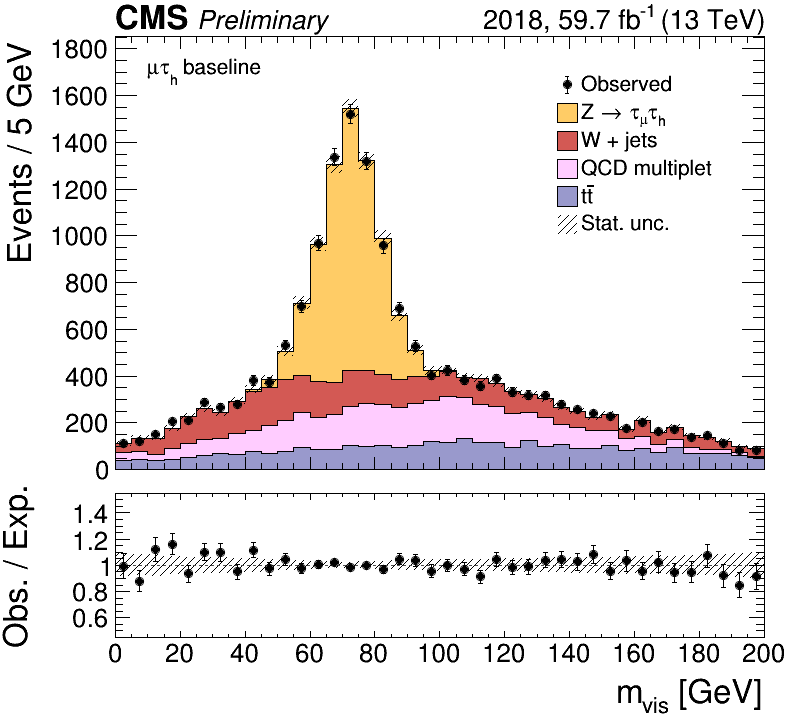 CMS Preliminary 2018, 59.7 fb⁻¹ (13 TeV)
Events / 5 GeV
1800
1600
1400
1200
1000
800
600
400
200
0
μτₕ baseline
Observed
Z → τ_μτₕ
W + jets
QCD multiplet
tt̄
Stat. unc.
Obs. / Exp.
1.4
1.2
1
0.8
0.6
0 20 40 60 80 100 120 140 160 180 200
m_vis [GeV]